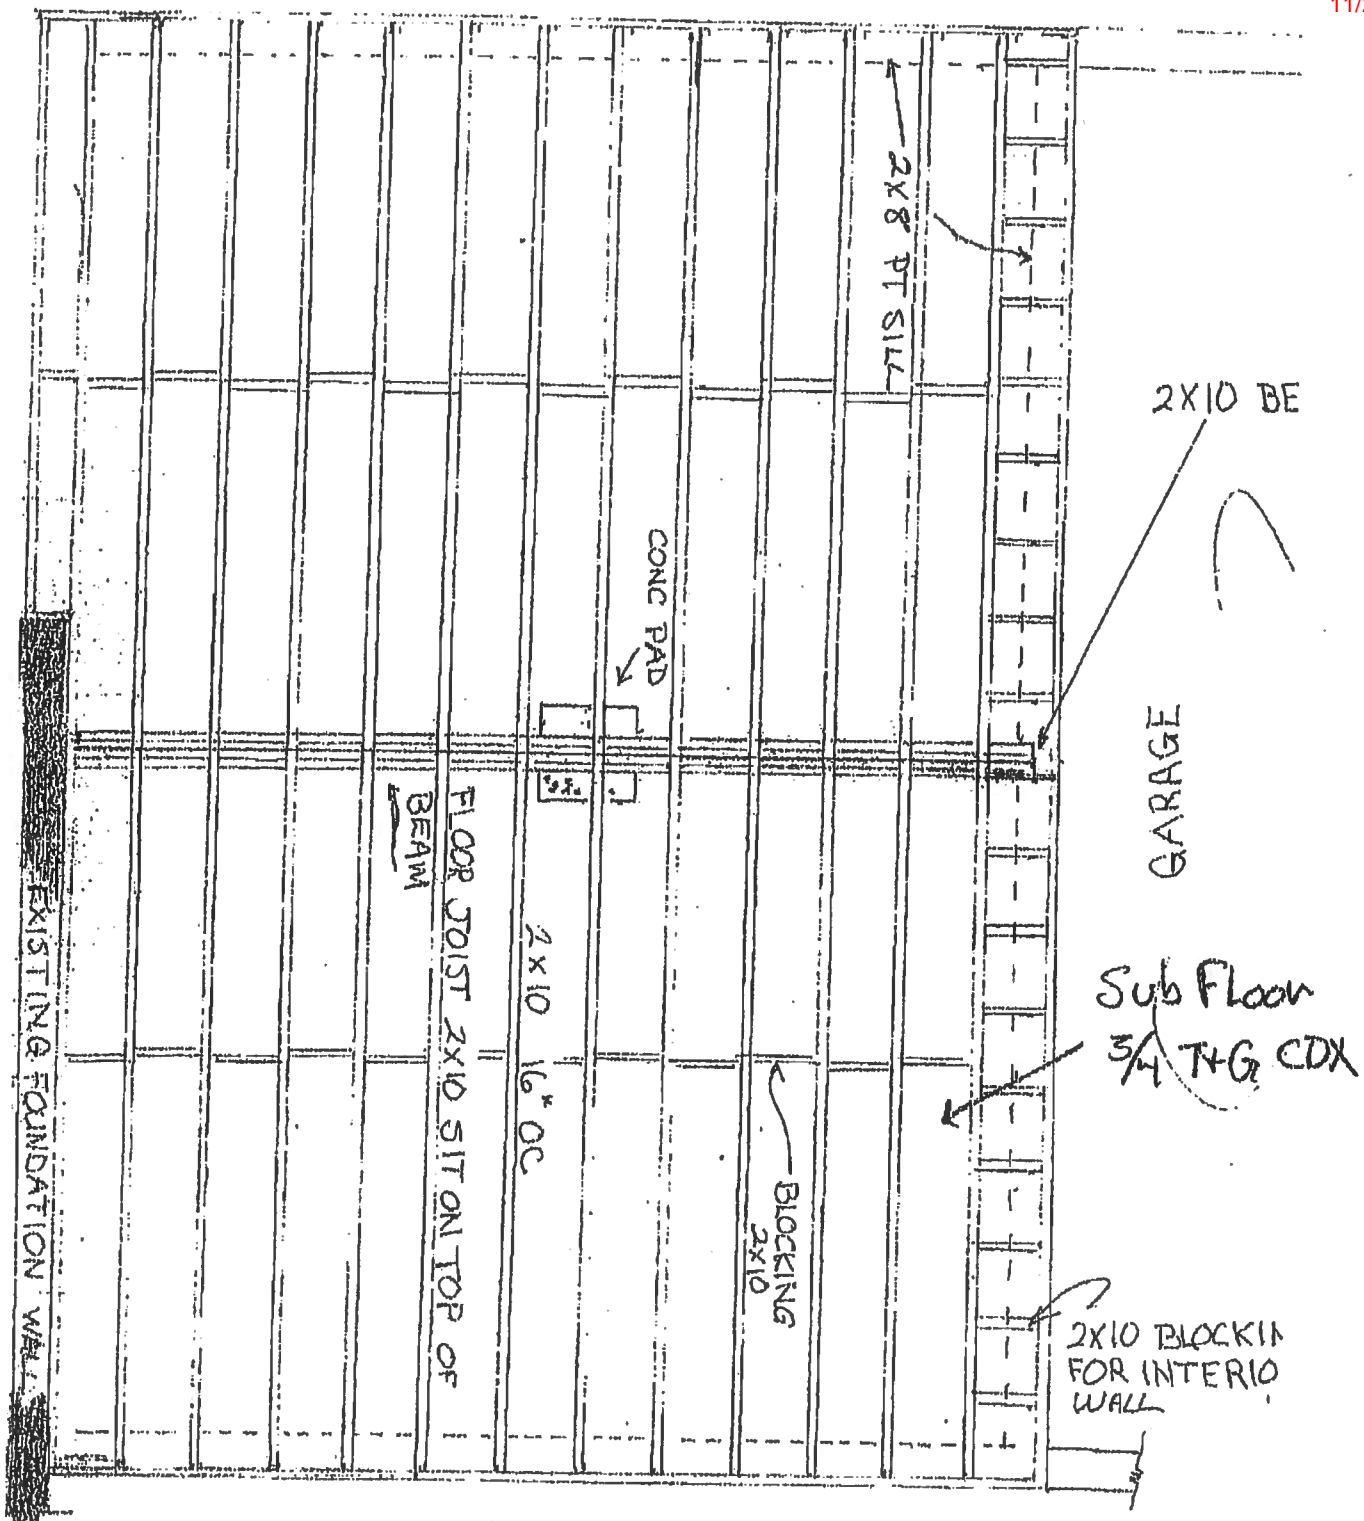 11/
2X8 PT SILL
2X10 BE
CONC PAD
GARAGE
FLOOR JOIST 2X10 SIT ON TOP OF
BEAM
2X10 16" OC
Sub Floor
3/4 T+G CDX
BLOCKING
2X10
2X10 BLOCKIN
FOR INTERIO
WALL
EXISTING FOUNDATION WALL